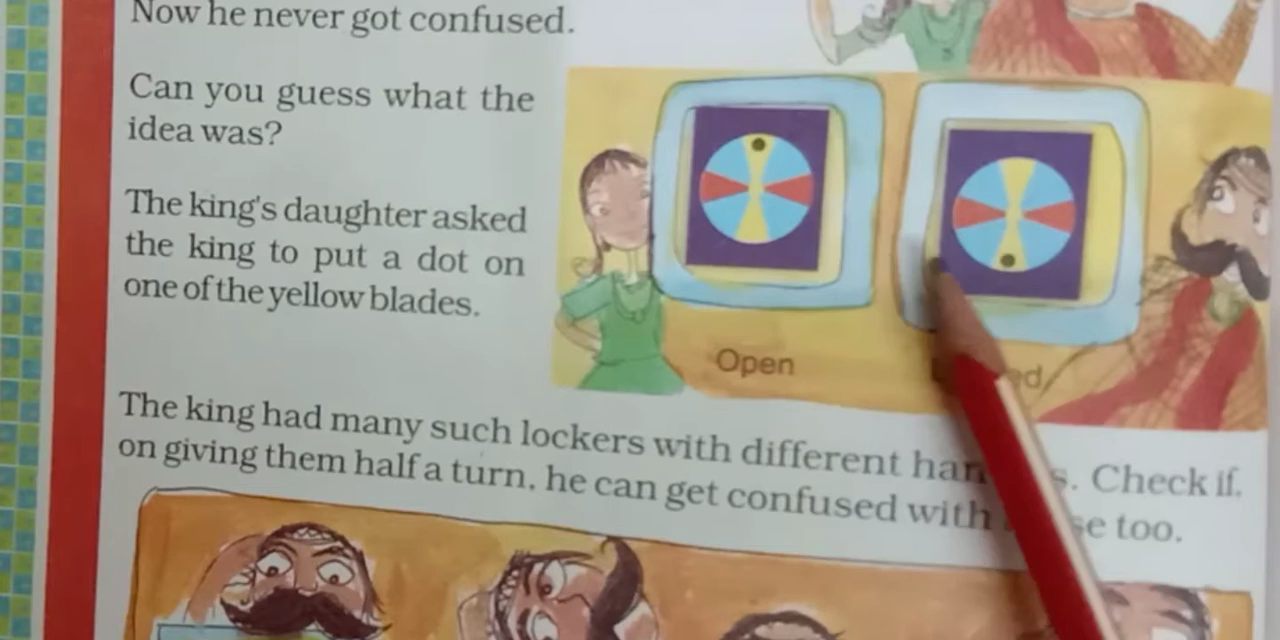 Now he never got confused.
Can you guess what the
idea was?
The king's daughter asked
the king to put a dot on
one of the yellow blades.
Open
The king had many such lockers with different Check if,
on giving them half a turn, he can get confused with too.